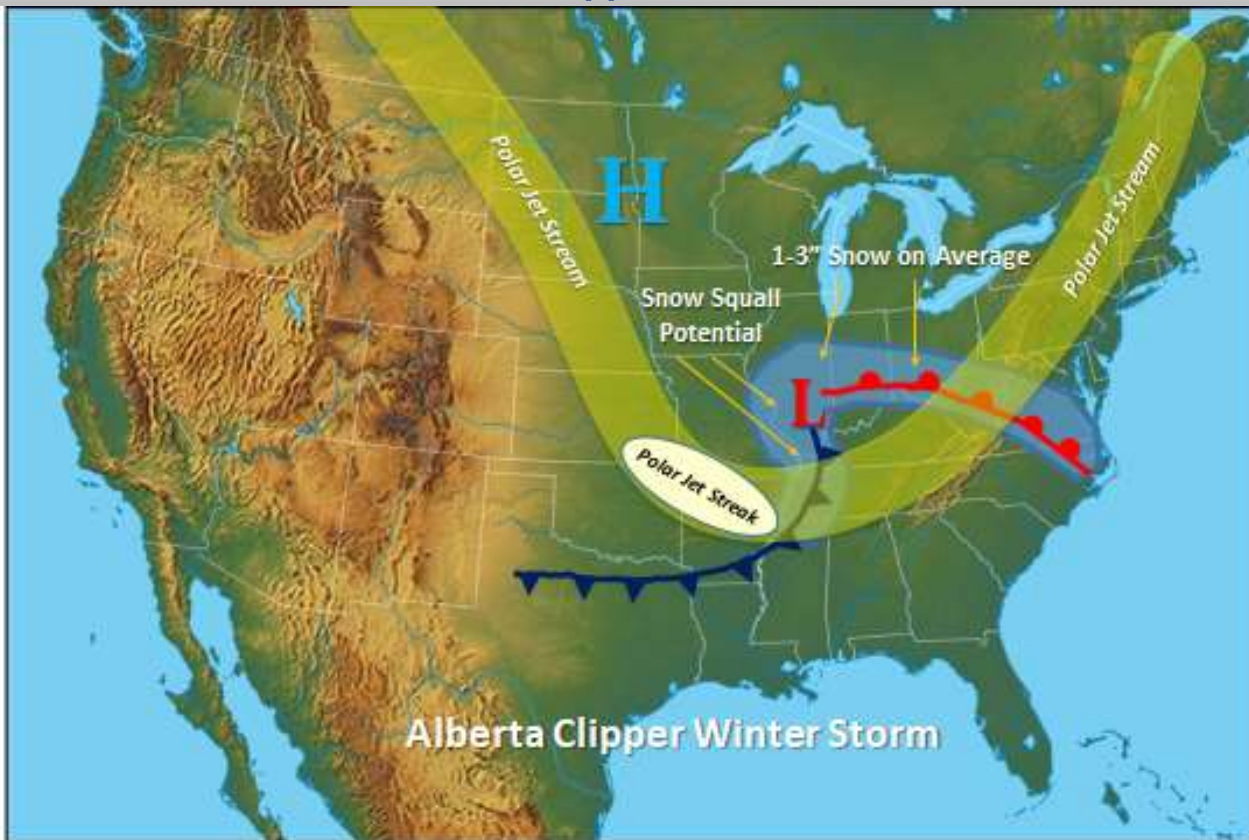 Polar Jet Stream
H
Polar Jet Stream
1-3” Snow on Average
Snow Squall
Potential
L
Polar Jet Streak
Alberta Clipper Winter Storm